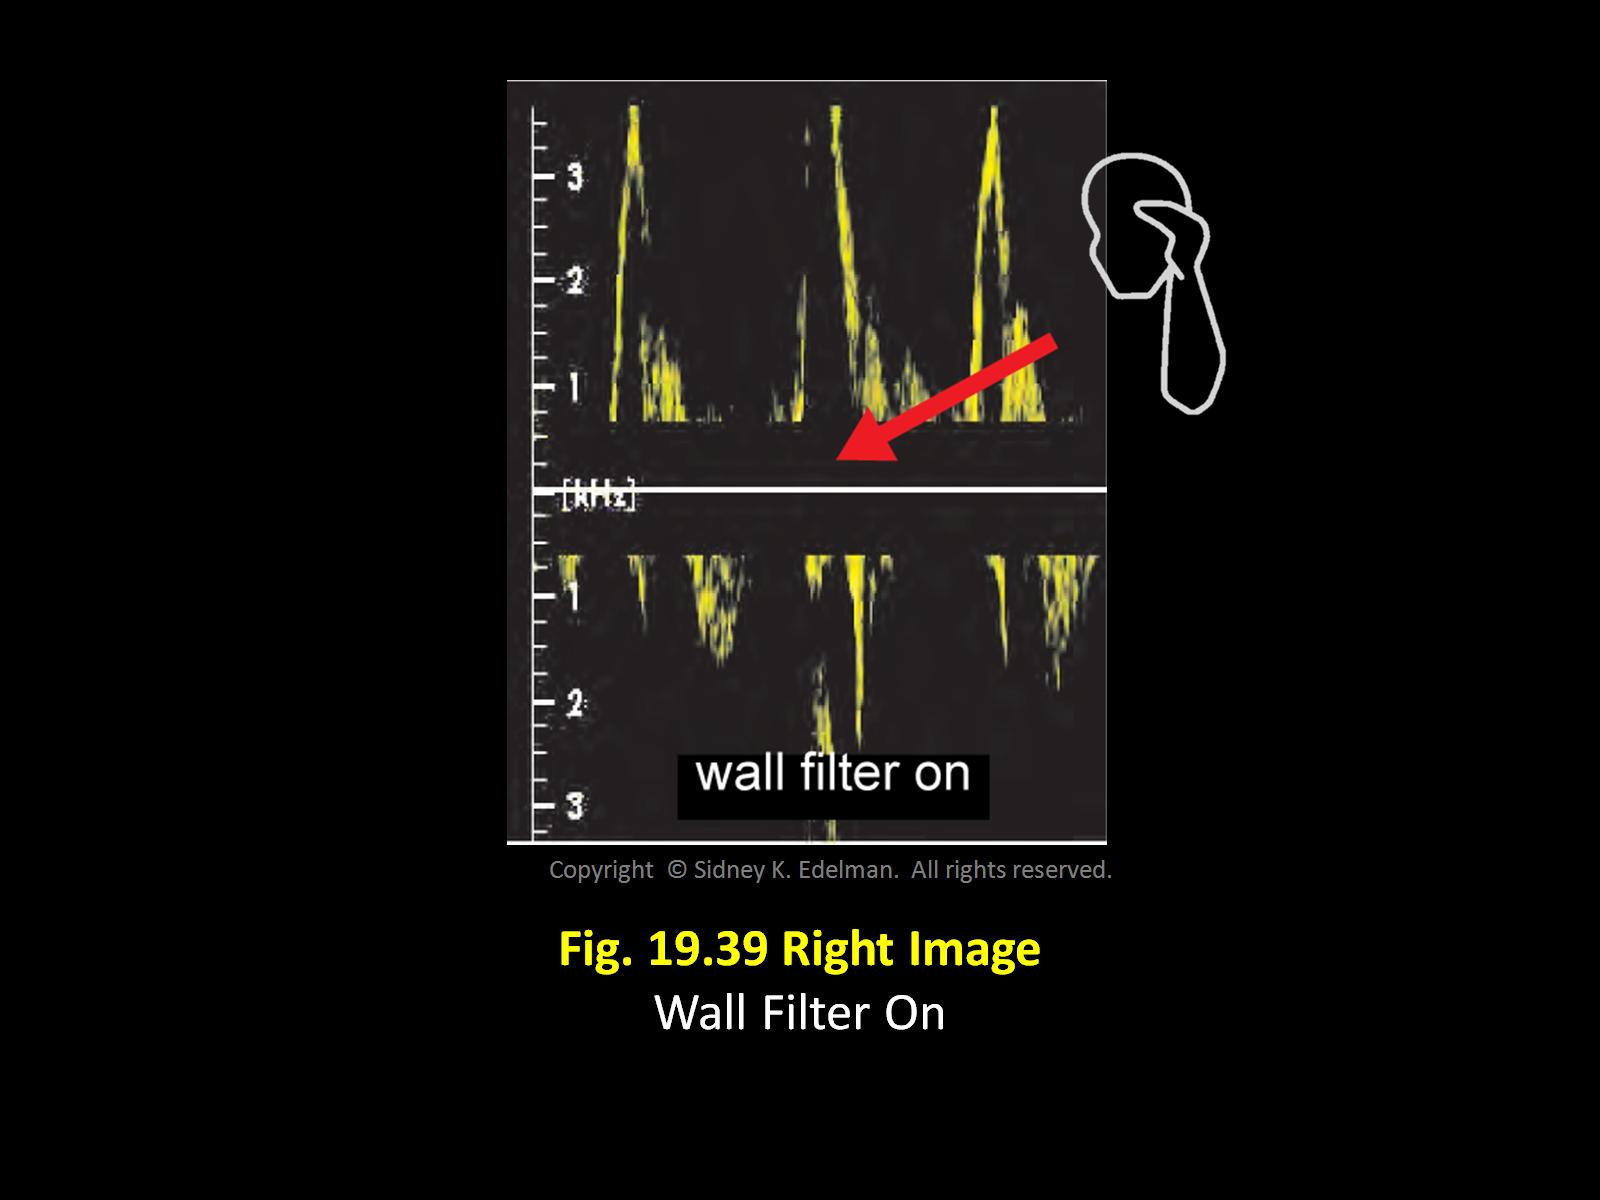 3
2
1
[kHz]
1
2
3
wall filter on
Copyright © Sidney K. Edelman. All rights reserved.
Fig. 19.39 Right Image
Wall Filter On